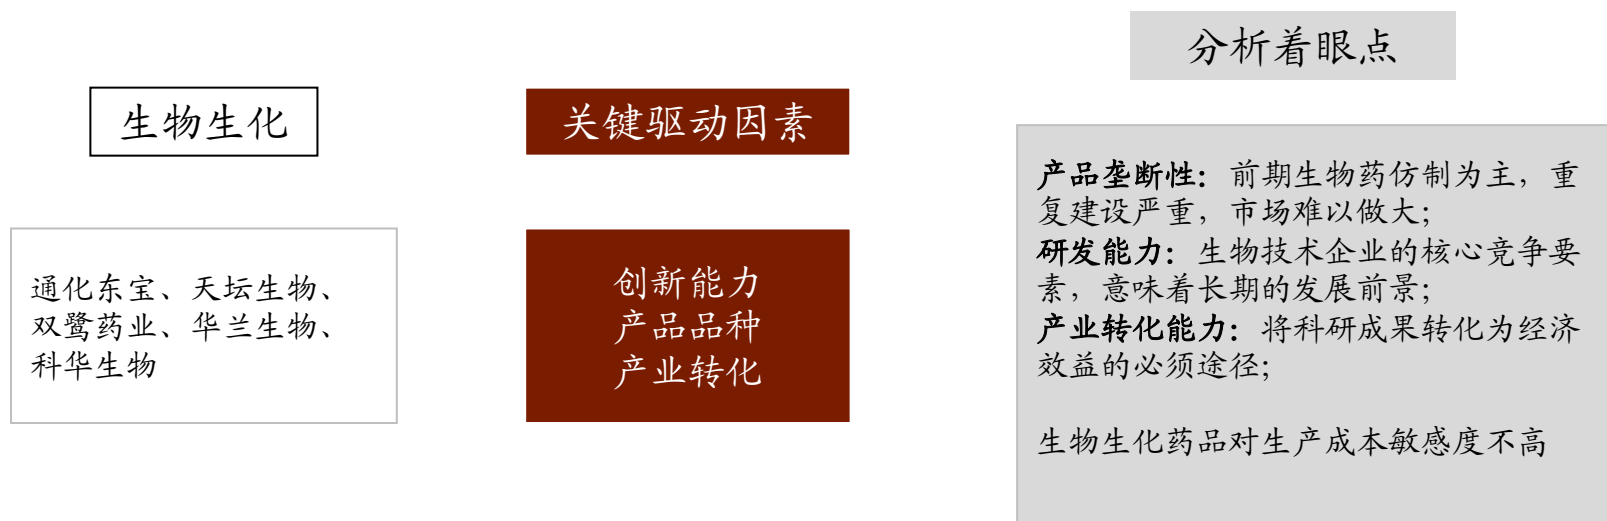 分析着眼点
生物生化
关键驱动因素
通化东宝、天坛生物、
双鹭药业、华兰生物、
科华生物
创新能力
产品品种
产业转化
产品垄断性：前期生物药仿制为主，重
复建设严重，市场难以做大；
研发能力：生物技术企业的核心竞争要
素，意味着长期的发展前景；
产业转化能力：将科研成果转化为经济
效益的必须途径；
生物生化药品对生产成本敏感度不高